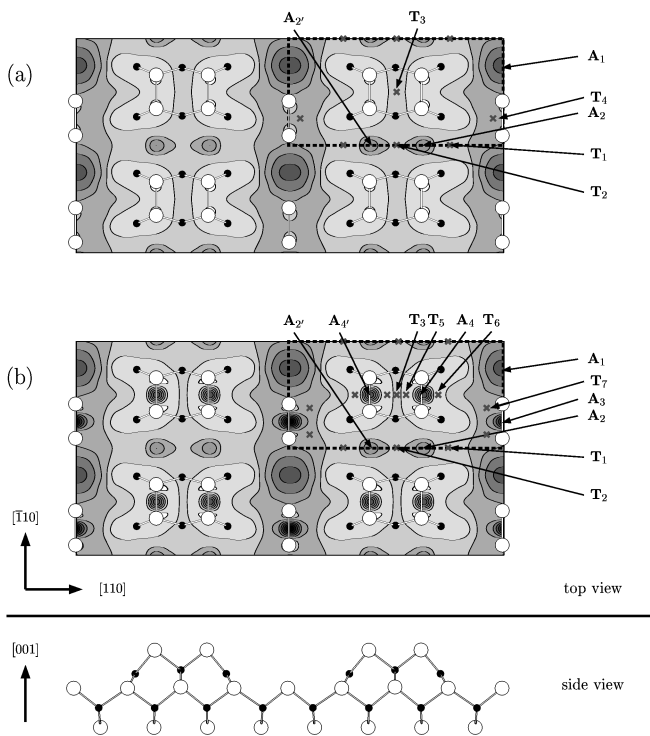 A2′ T3
(a)
A1
T4
A2
T1
T2
A2′ A4′ T3 T5 A4 T6
(b)
A1
T7
A3
A2
T1
T2
[1̅10]
[110]
top view
[001]
side view